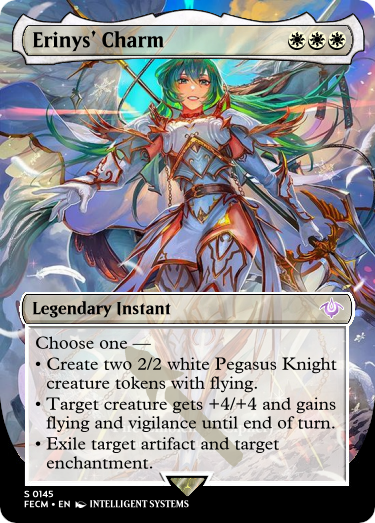 Erinys' Charm
Legendary Instant
Choose one —
• Create two 2/2 white Pegasus Knight
creature tokens with flying.
• Target creature gets +4/+4 and gains
flying and vigilance until end of turn.
• Exile target artifact and target
enchantment.
S 0145
FECM • EN INTELLIGENT SYSTEMS